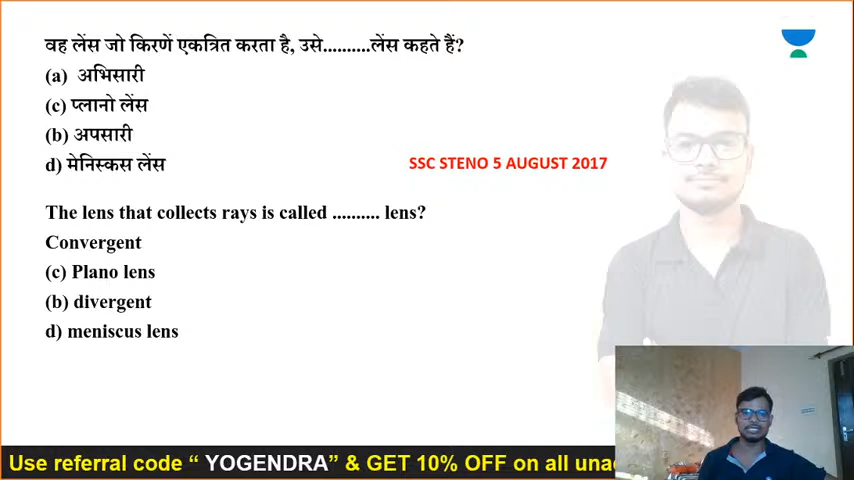 वह लेंस जो किरणें एकत्रित करता है, उसे..........लेंस कहते हैं?
(a) अभिसारी
(c) प्लानो लेंस
(b) अपसारी
d) मेनिस्कस लेंस
SSC STENO 5 AUGUST 2017
The lens that collects rays is called .......... lens?
Convergent
(c) Plano lens
(b) divergent
d) meniscus lens
Use referral code “ YOGENDRA” & GET 10% OFF on all unac